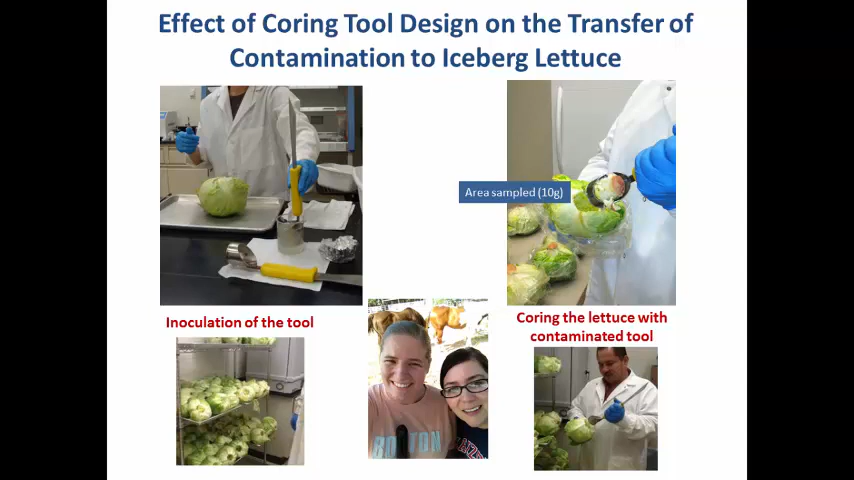 Effect of Coring Tool Design on the Transfer of
Contamination to Iceberg Lettuce
Area sampled (10g)
Inoculation of the tool
Coring the lettuce with
contaminated tool
BOSTON